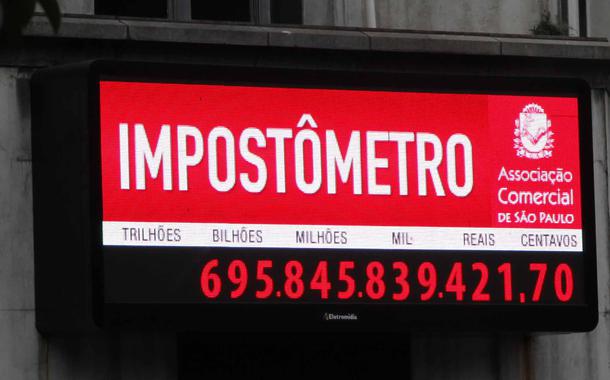 IMPOSTÔMETRO
Associação
Comercial
DE SÃO PAULO
TRILHÕES BILHÕES MILHÕES MIL REAIS CENTAVOS
695.845.839.421,70
Eletromidia